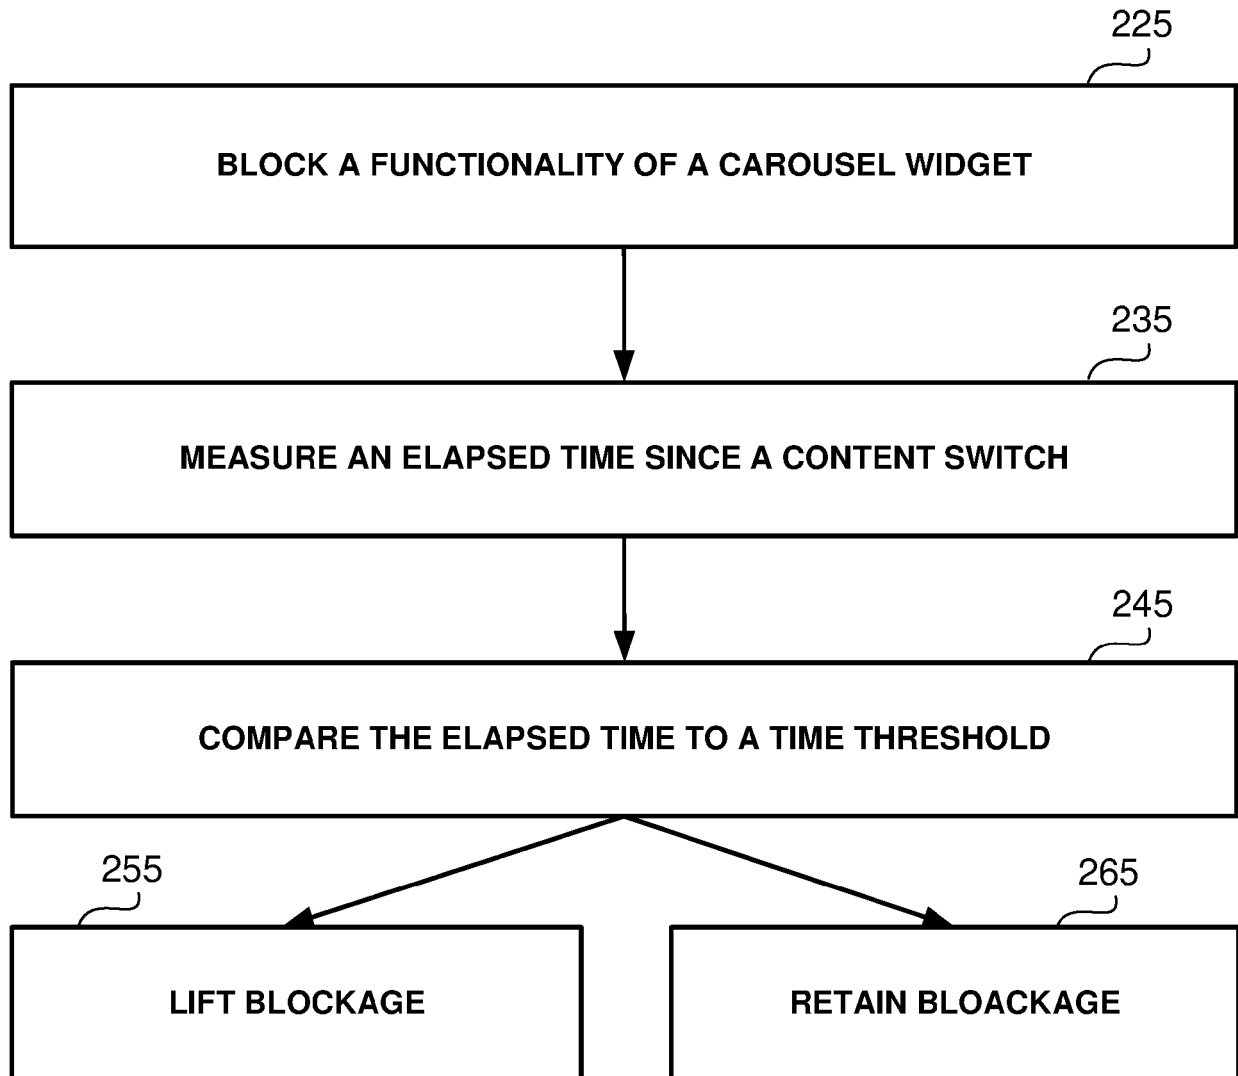 225
BLOCK A FUNCTIONALITY OF A CAROUSEL WIDGET
235
MEASURE AN ELAPSED TIME SINCE A CONTENT SWITCH
245
COMPARE THE ELAPSED TIME TO A TIME THRESHOLD
255
265
LIFT BLOCKAGE
RETAIN BLOACKAGE